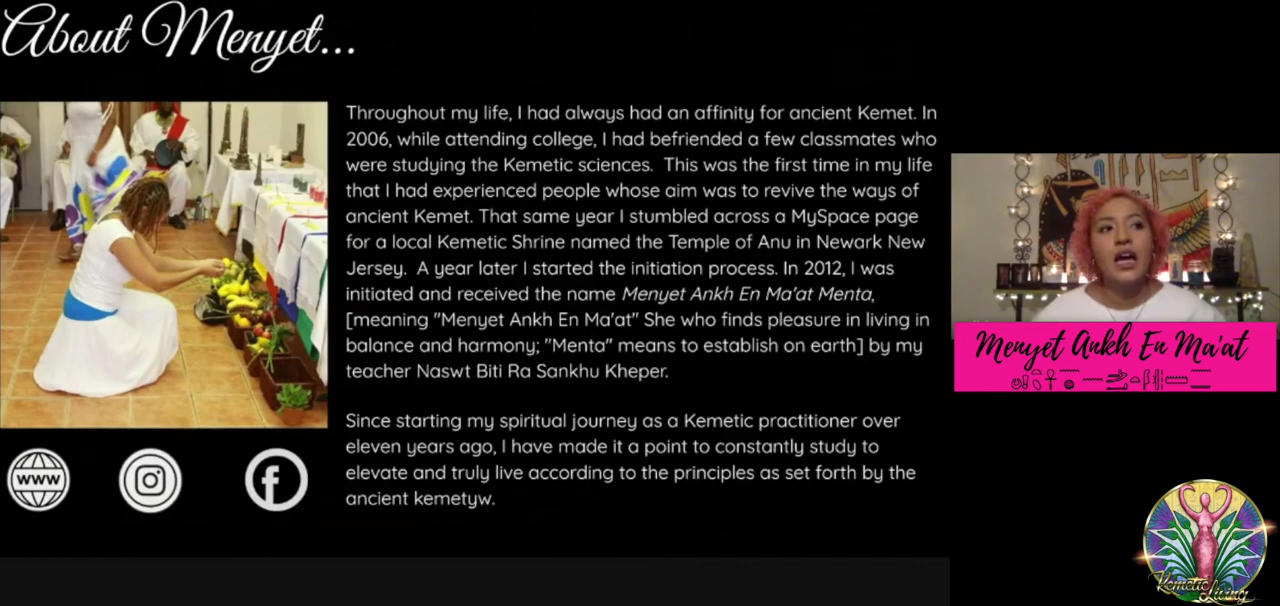 About Menyet...
Throughout my life, I had always had an affinity for ancient Kemet. In
2006, while attending college, I had befriended a few classmates who
were studying the Kemetic sciences.  This was the first time in my life
that I had experienced people whose aim was to revive the ways of
ancient Kemet. That same year I stumbled across a MySpace page
for a local Kemetic Shrine named the Temple of Anu in Newark New
Jersey.  A year later I started the initiation process. In 2012, I was
initiated and received the name Menyet Ankh En Ma'at Menta,
[meaning "Menyet Ankh En Ma'at" She who finds pleasure in living in
balance and harmony; "Menta" means to establish on earth] by my
teacher Naswt Biti Ra Sankhu Kheper.
Since starting my spiritual journey as a Kemetic practitioner over
eleven years ago, I have made it a point to constantly study to
elevate and truly live according to the principles as set forth by the
ancient kemetyw.
www
Menyet Ankh En Ma'at
Kemetic Living